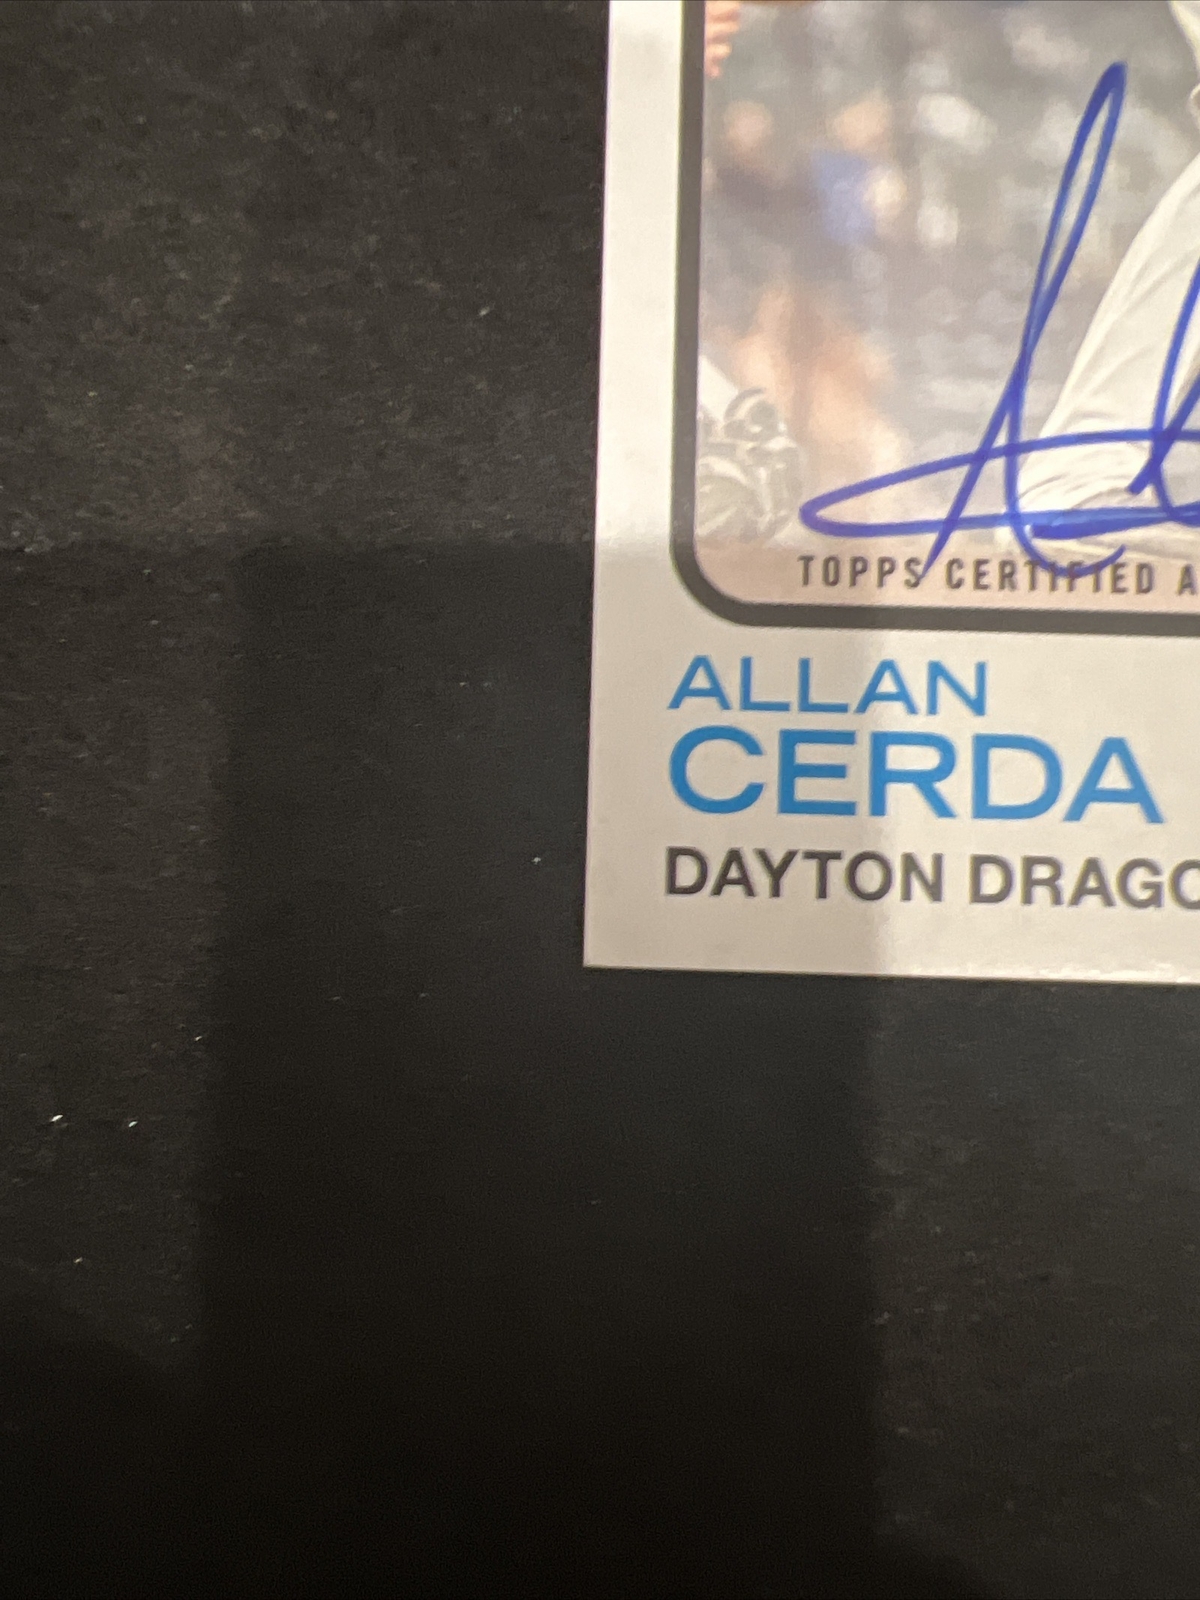 TOPPS CERTIFIED A
ALLAN
CERDA
DAYTON DRAGO